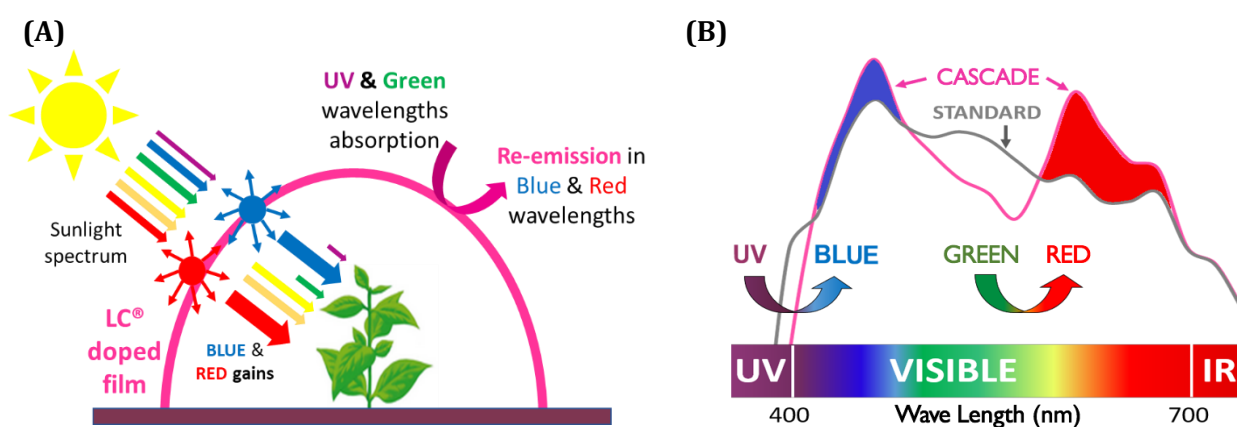 (A)
UV & Green
wavelengths
absorption
Re-emission in
Blue & Red
wavelengths
Sunlight
spectrum
LC®
doped
film
BLUE &
RED gains
(B)
CASCADE
STANDARD
UV
BLUE
GREEN
RED
UV
VISIBLE
IR
400
Wave Length (nm)
700